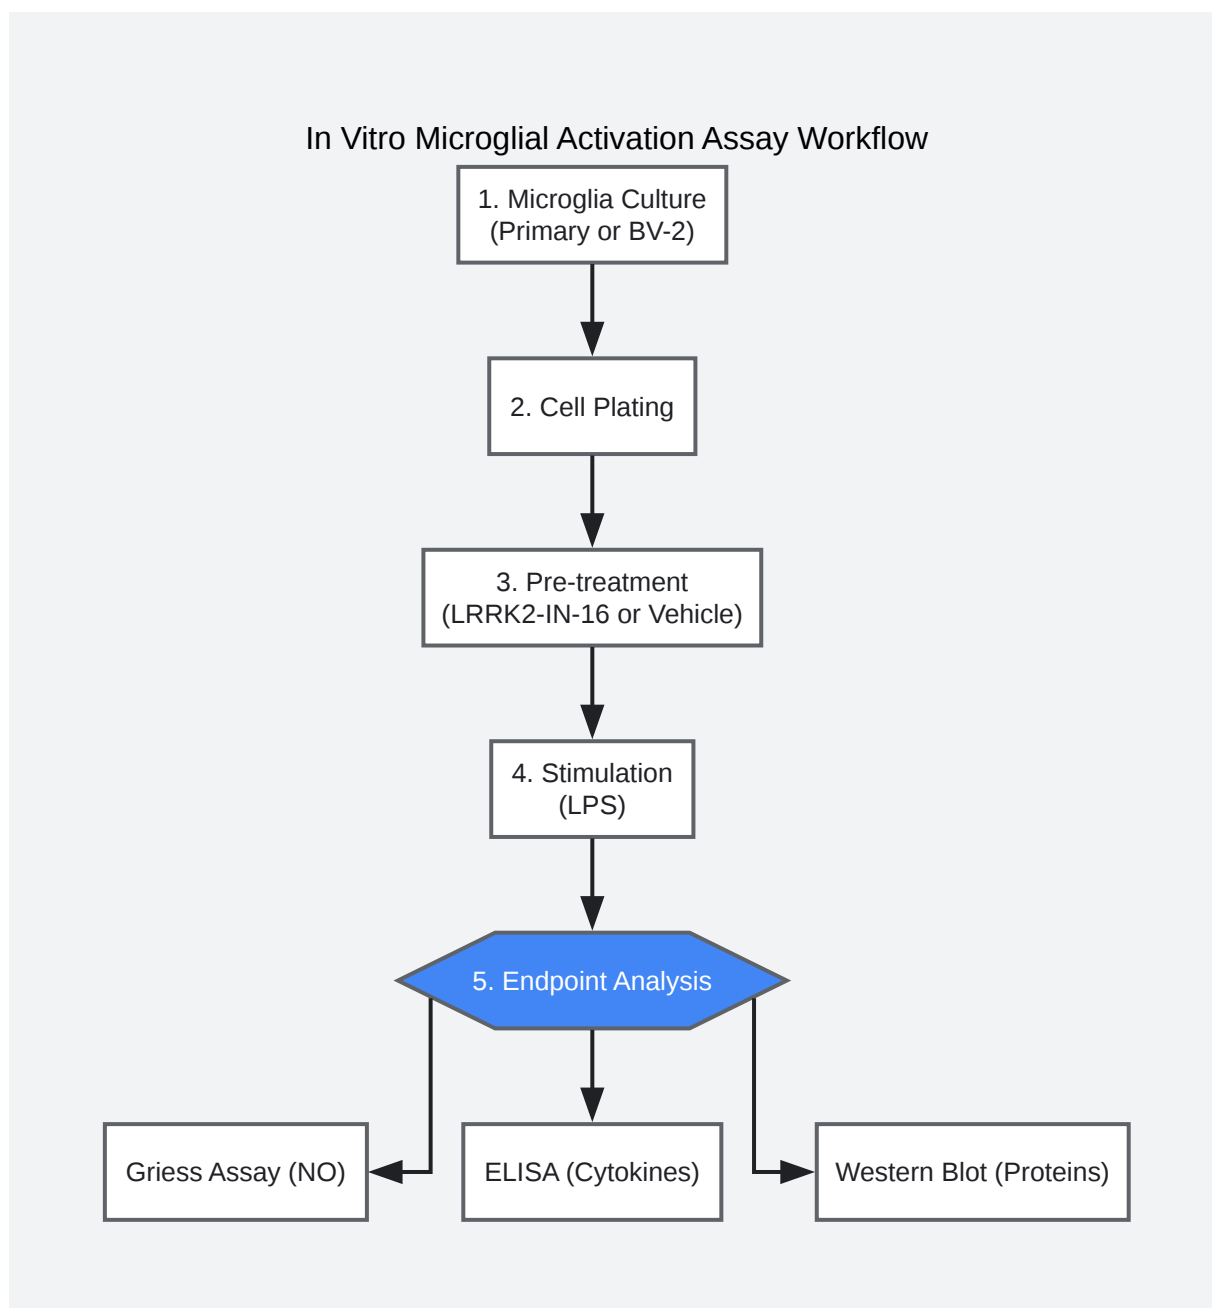 In Vitro Microglial Activation Assay Workflow
1. Microglia Culture
(Primary or BV-2)
2. Cell Plating
3. Pre-treatment
(LRRK2-IN-16 or Vehicle)
4. Stimulation
(LPS)
5. Endpoint Analysis
Griess Assay (NO)
ELISA (Cytokines)
Western Blot (Proteins)